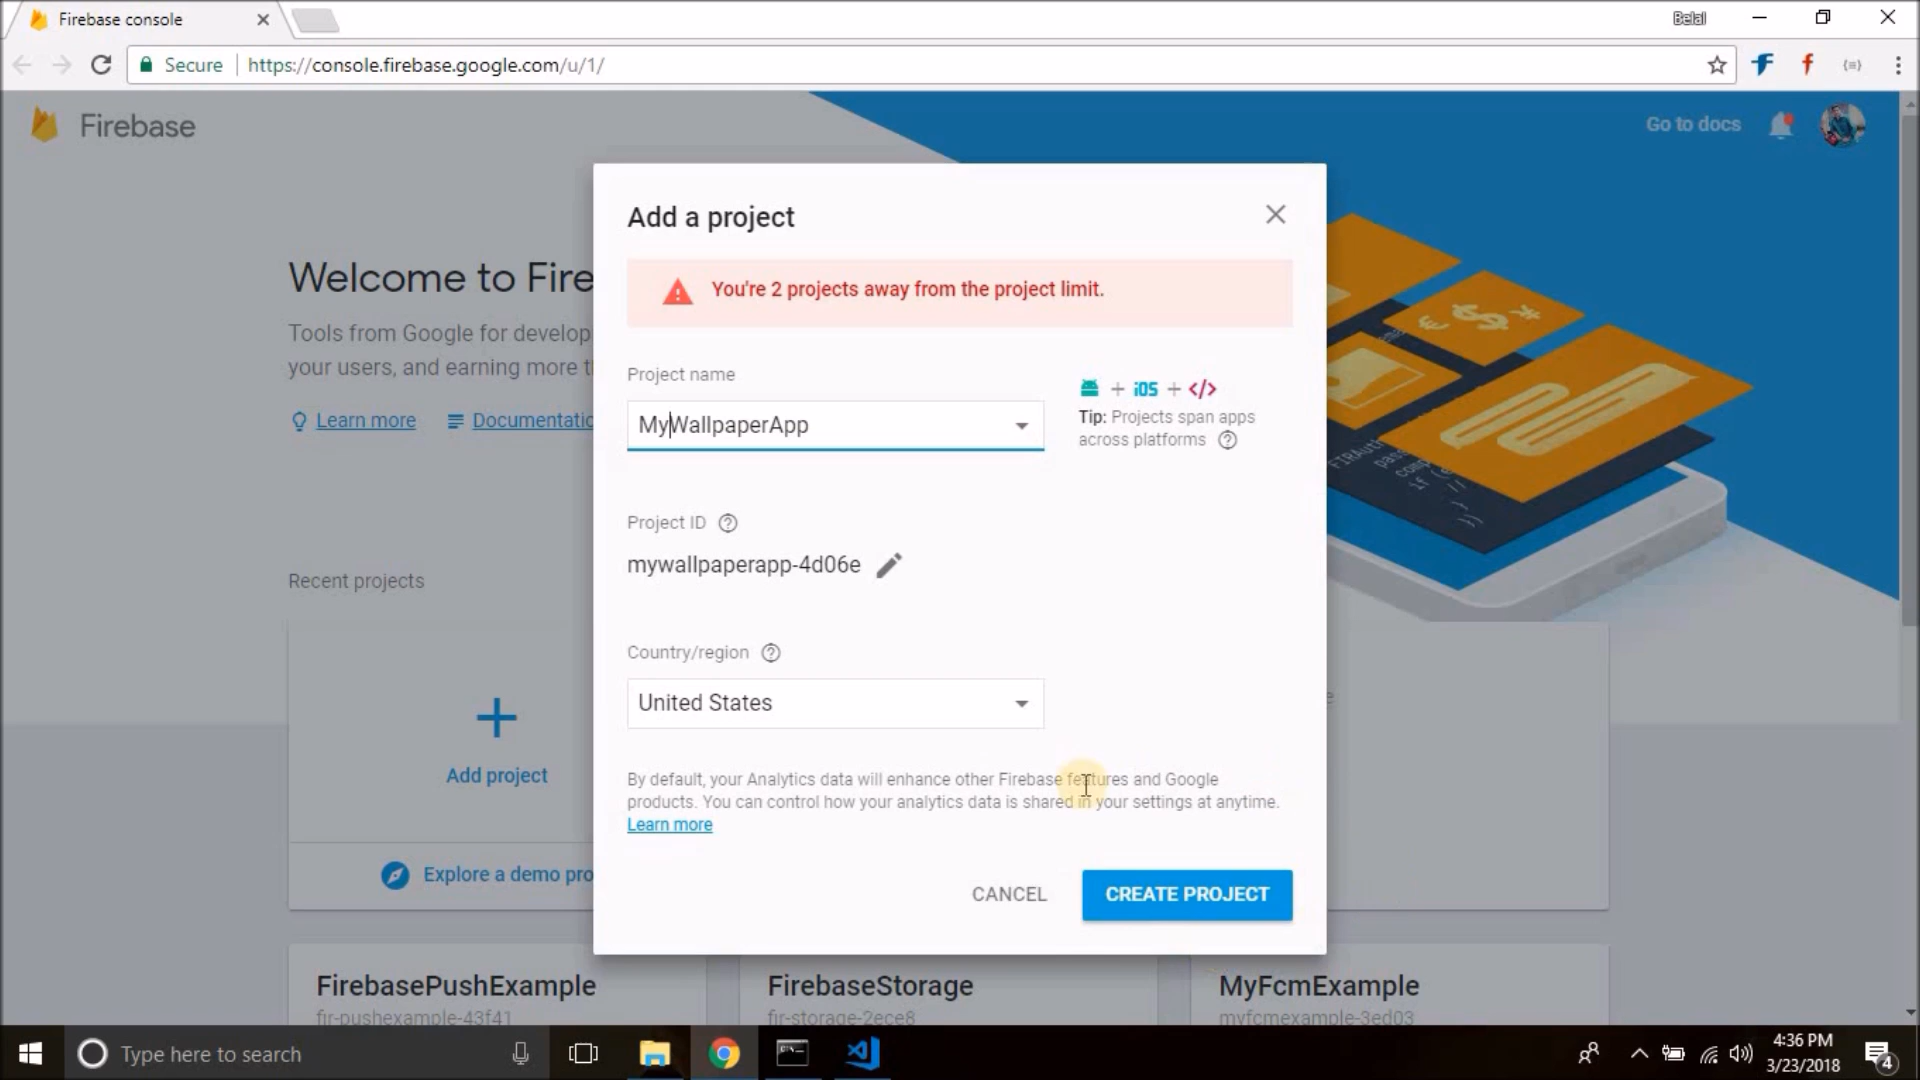 Firebase console
Belal
Secure
https://console.firebase.google.com/u/1/
Firebase
Go to docs
Welcome to Fire
Tools from Google for develop
your users, and earning more t
Learn more
Documentatio
Recent projects
Add project
Explore a demo pro
Add a project
You're 2 projects away from the project limit.
Project name
MyWallpaperApp
+ iOS + </>
Tip: Projects span apps
across platforms
Project ID
mywallpaperapp-4d06e
Country/region
United States
By default, your Analytics data will enhance other Firebase features and Google
products. You can control how your analytics data is shared in your settings at anytime.
Learn more
CANCEL
CREATE PROJECT
FirebasePushExample
fir-pushexample-43f41
FirebaseStorage
fir-storage-2ece8
MyFcmExample
myfcmexample-3ed03
Type here to search
4:36 PM
3/23/2018
4